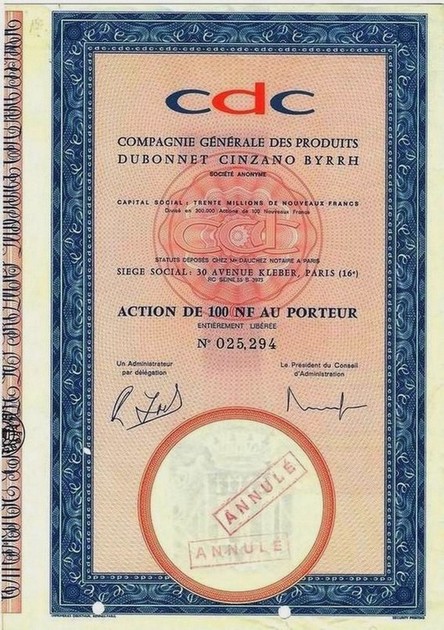 cdc
COMPAGNIE GÉNÉRALE DES PRODUITS
DUBONNET CINZANO BYRRH
SOCIÉTÉ ANONYME
CAPITAL SOCIAL : TRENTE MILLIONS DE NOUVEAUX FRANCS
Divisé en 300.000 Actions de 100 Nouveaux Francs
cdc
STATUTS DÉPOSÉS CHEZ Me DAUCHEZ NOTAIRE A PARIS
SIEGE SOCIAL : 30 AVENUE KLEBER, PARIS (16e)
ACTION DE 100 NF AU PORTEUR
ENTIÈREMENT LIBÉRÉE
N° 025,294
Un Administrateur
par délégation
Le Président du Conseil
d'Administration
ANNULÉ
ANNULÉ